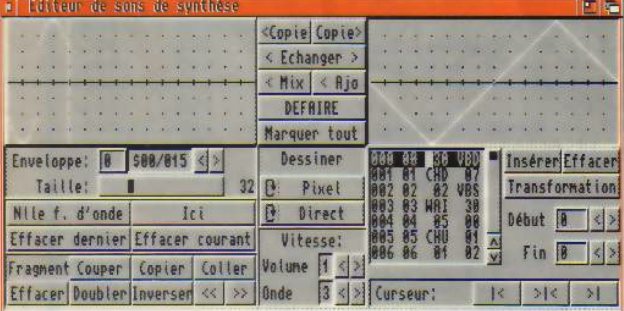 Editeur de sons de synthèse
<Copie Copie>
< Echanger >
< Mix < Ajo
DEFAIRE
Marquer tout
Enveloppe: 0 $00/015 < >
Taille: 32
Nlle f. d'onde Ici
Effacer dernier Effacer courant
Fragment Couper Copier Coller
Effacer Doubler Inverser << >>
Dessiner
Pixel
Direct
Vitesse:
Volume 1 < >
Onde 3 < >
000 00 30 VBD
001 01 CHD 07
002 02 02 VBS
003 03 WAI 30
004 04 05 00
005 05 CHU 01
006 06 01 02
Insérer Effacer
Transformation
Début 0 < >
Fin 0 < >
Curseur: |< >|< >|